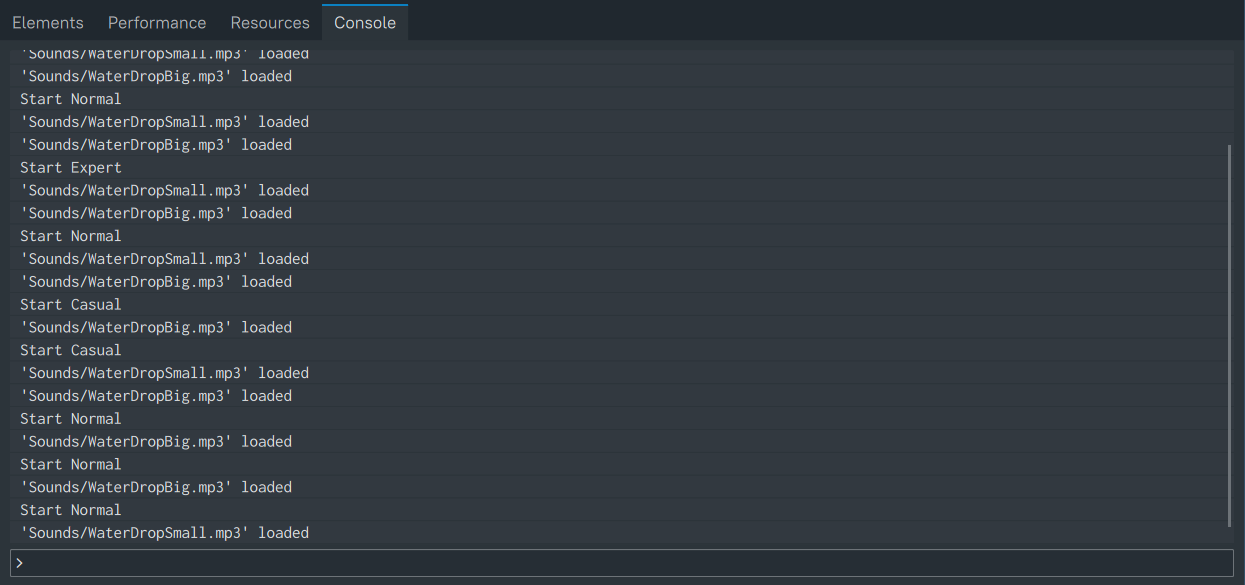 Elements Performance Resources Console
'Sounds/WaterDropSmall.mp3' loaded
'Sounds/WaterDropBig.mp3' loaded
Start Normal
'Sounds/WaterDropSmall.mp3' loaded
'Sounds/WaterDropBig.mp3' loaded
Start Expert
'Sounds/WaterDropSmall.mp3' loaded
'Sounds/WaterDropBig.mp3' loaded
Start Normal
'Sounds/WaterDropSmall.mp3' loaded
'Sounds/WaterDropBig.mp3' loaded
Start Casual
'Sounds/WaterDropBig.mp3' loaded
Start Casual
'Sounds/WaterDropSmall.mp3' loaded
'Sounds/WaterDropBig.mp3' loaded
Start Normal
'Sounds/WaterDropBig.mp3' loaded
Start Normal
'Sounds/WaterDropBig.mp3' loaded
Start Normal
'Sounds/WaterDropSmall.mp3' loaded
>